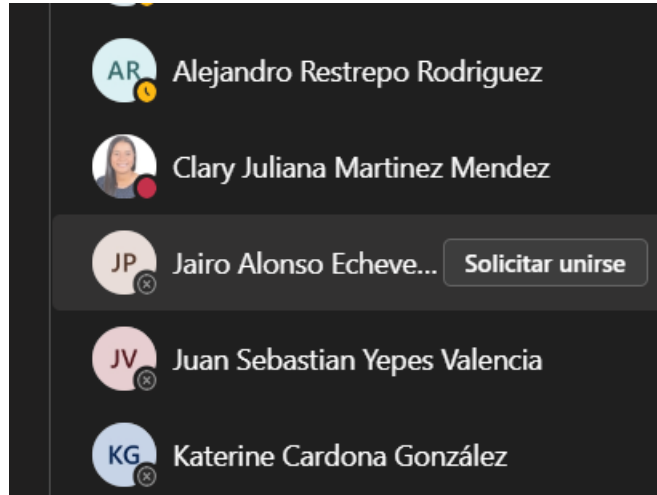 AR Alejandro Restrepo Rodriguez
Clary Juliana Martinez Mendez
JP Jairo Alonso Echeve... Solicitar unirse
JV Juan Sebastian Yepes Valencia
KG Katerine Cardona González